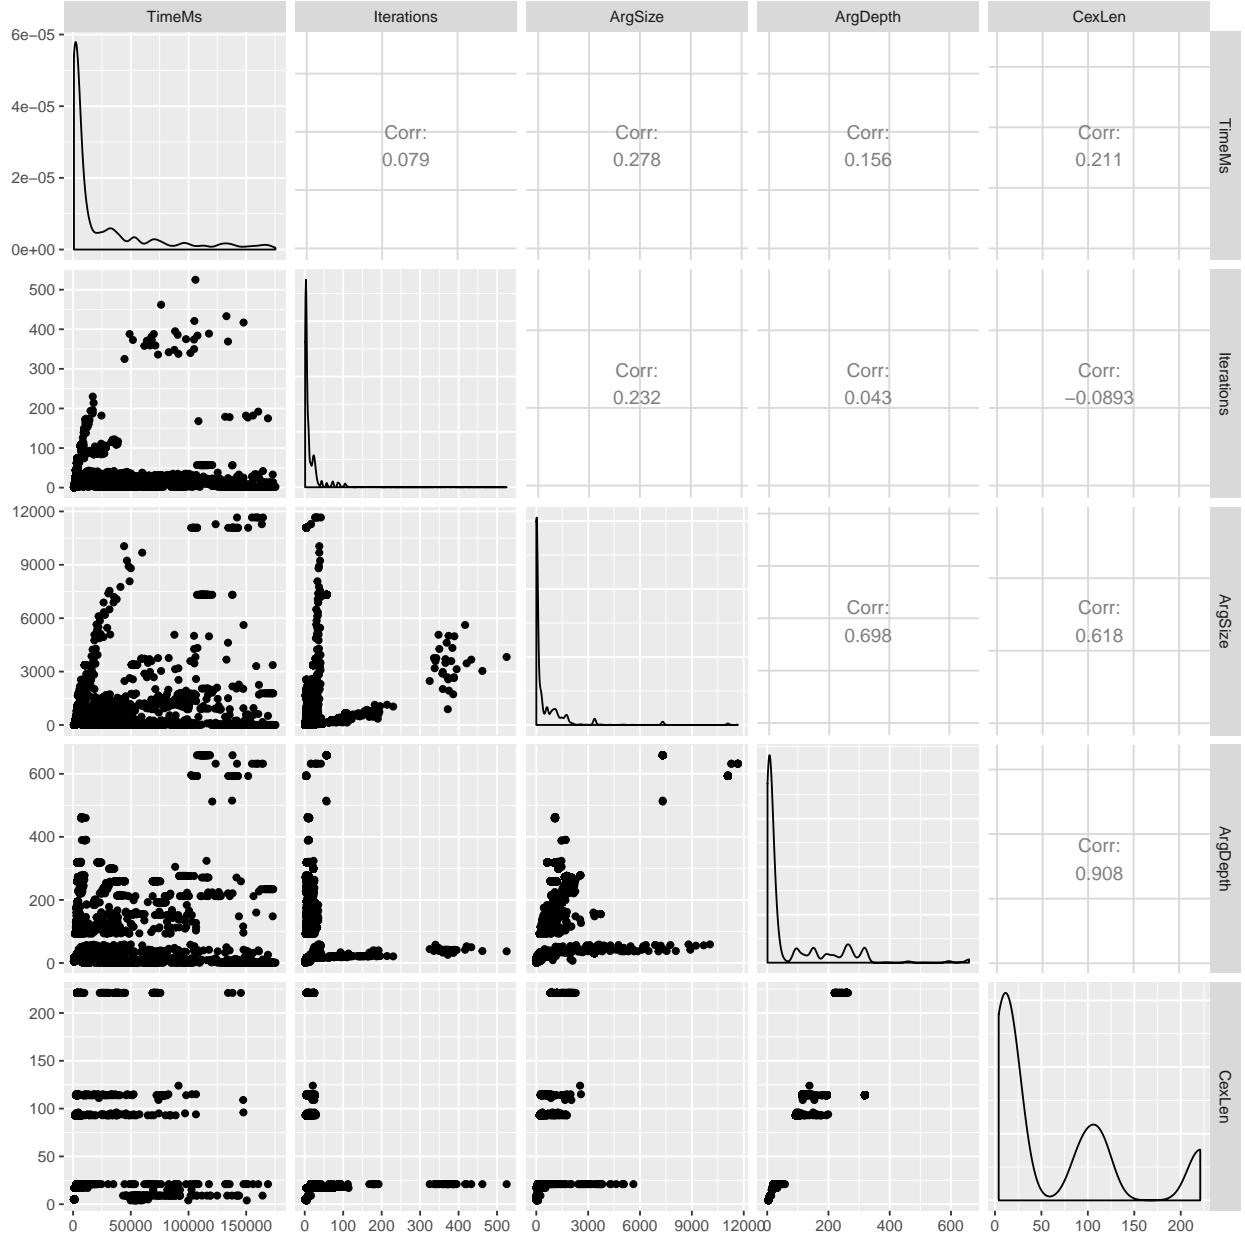 TimeMs Iterations ArgSize ArgDepth CexLen
6e−05
4e−05
2e−05
0e+00
Corr:
0.079
Corr:
0.278
Corr:
0.156
Corr:
0.211
TimeMs
500
400
300
200
100
0
Corr:
0.232
Corr:
0.043
Corr:
−0.0893
Iterations
12000
9000
6000
3000
0
Corr:
0.698
Corr:
0.618
ArgSize
600
400
200
0
Corr:
0.908
ArgDepth
200
150
100
50
0
CexLen
0 50000 100000 150000
0 100 200 300 400 500
0 3000 6000 9000 12000
0 200 400 600
0 50 100 150 200